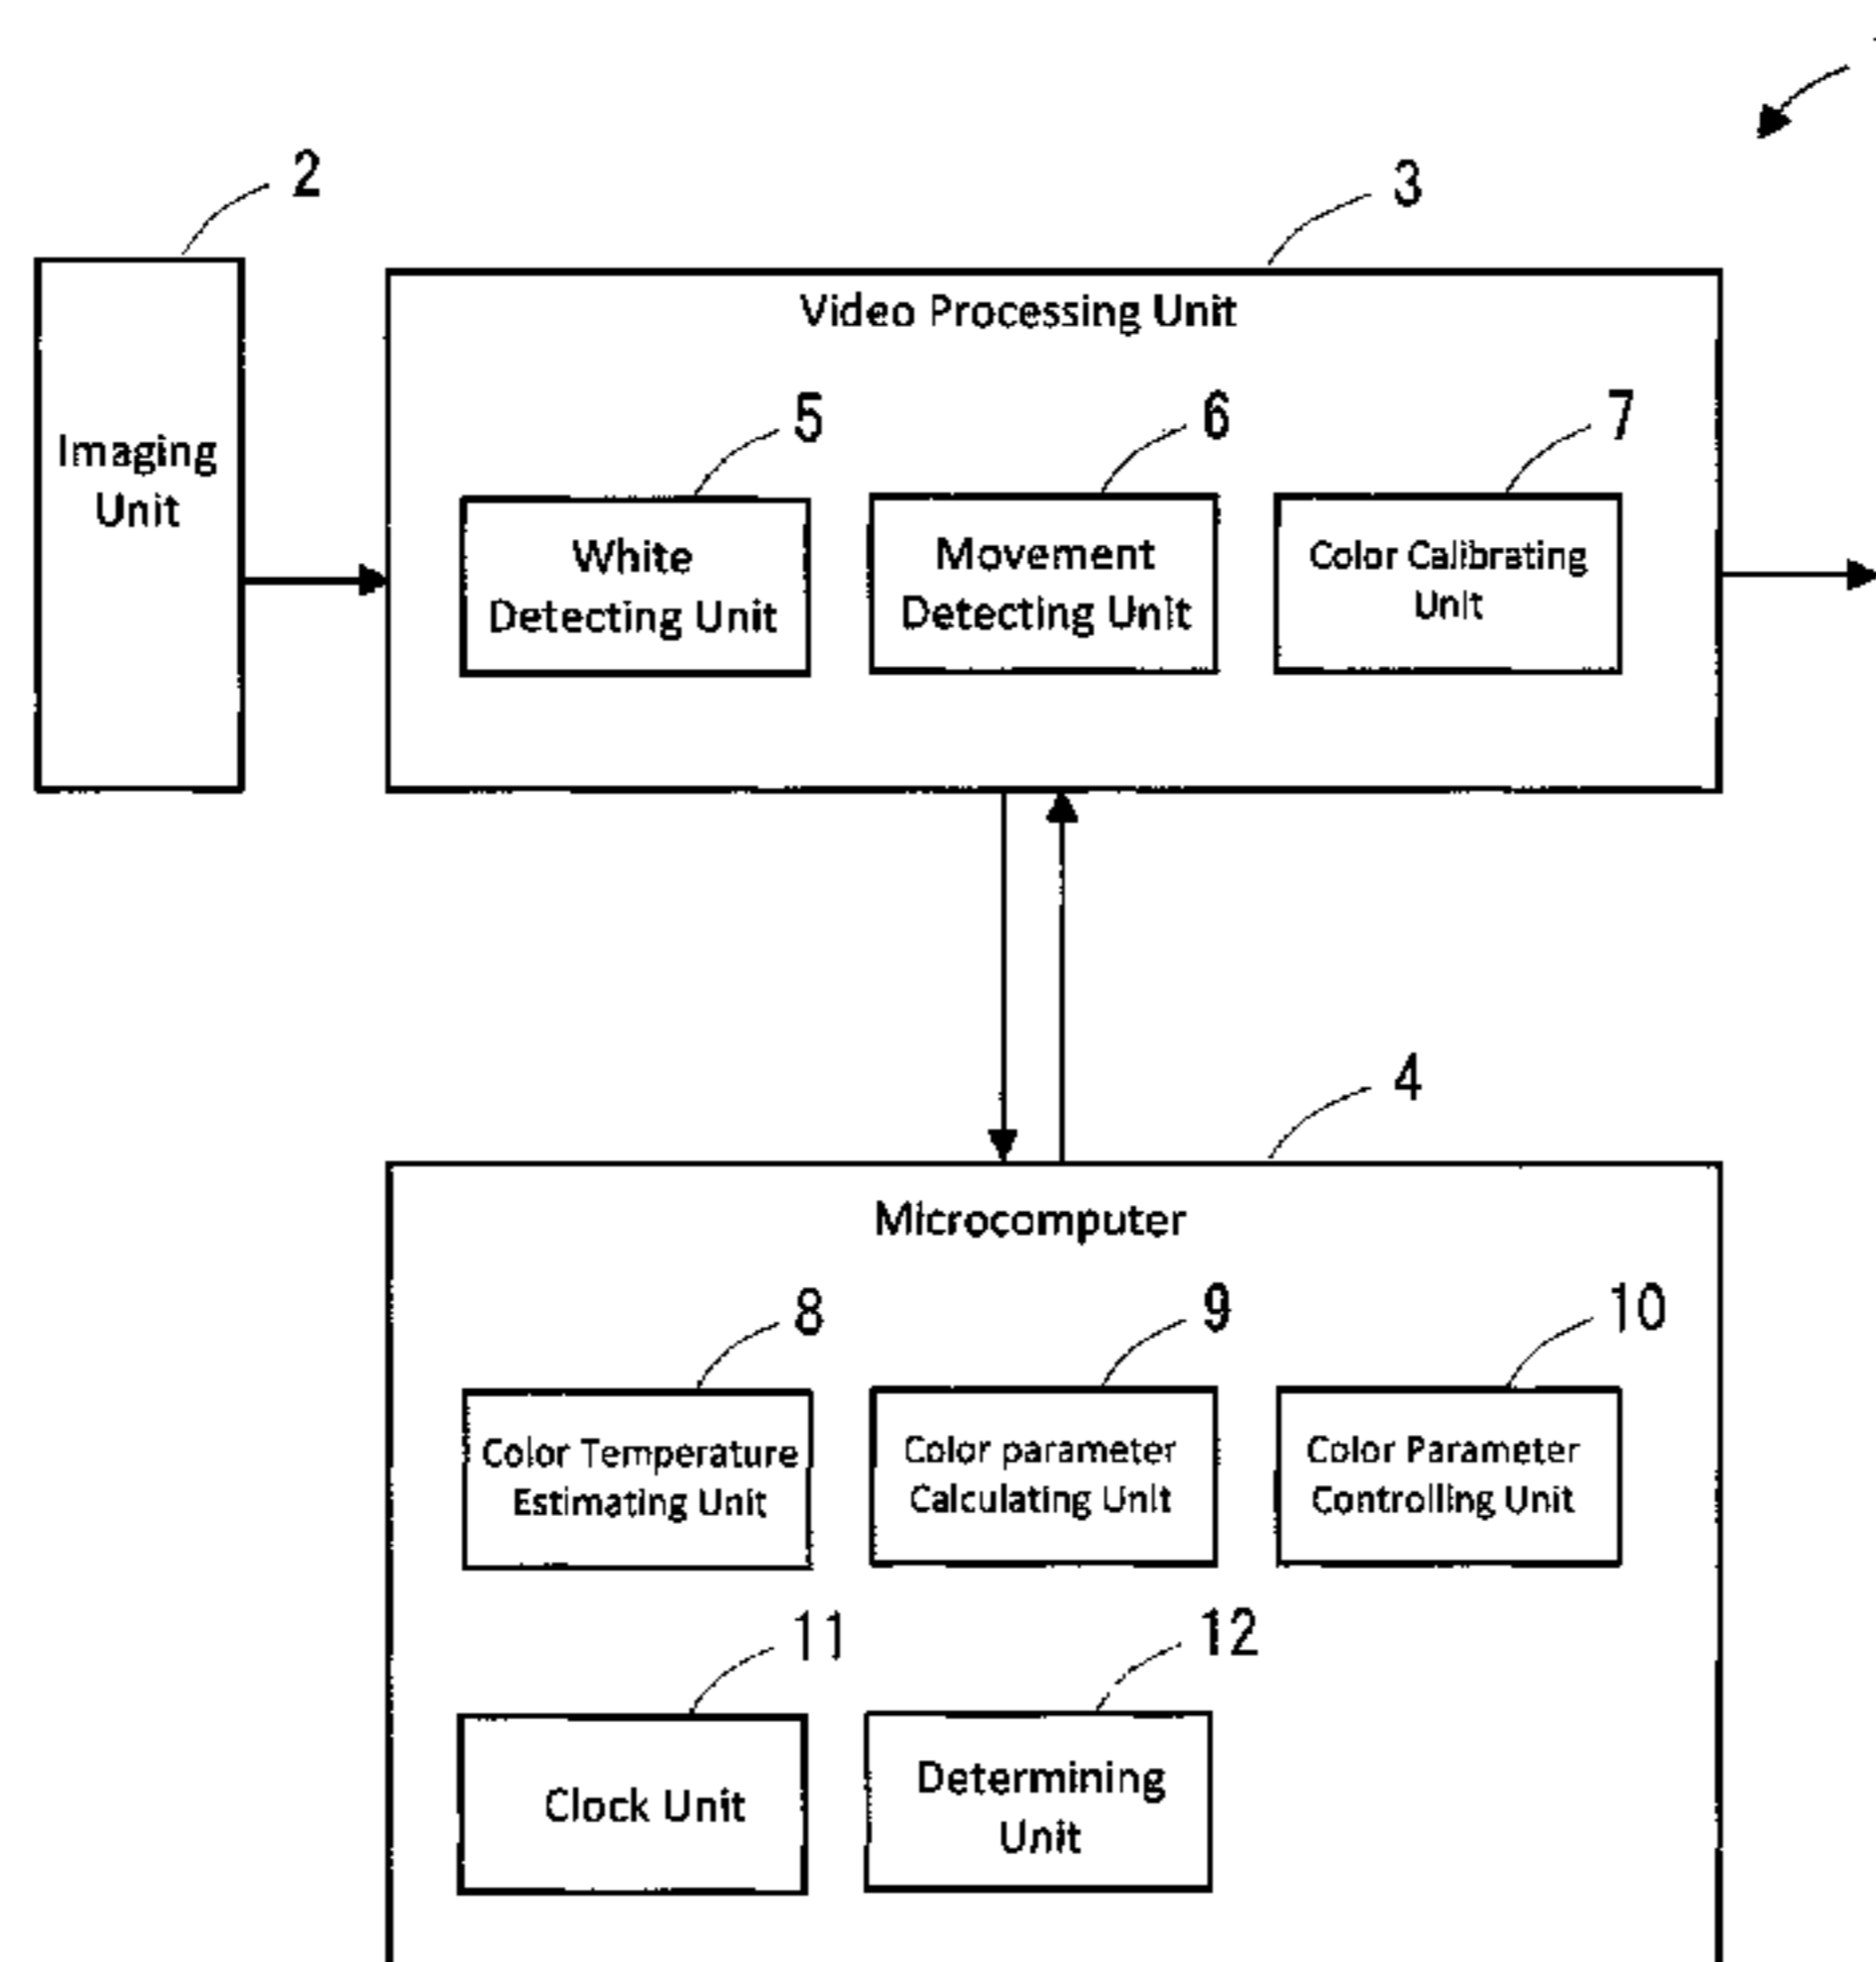 2
3
Video Processing Unit
Imaging
Unit
5
6
7
White
Detecting Unit
Movement
Detecting Unit
Color Calibrating
Unit
4
Microcomputer
8
9
10
Color Temperature
Estimating Unit
Color parameter
Calculating Unit
Color Parameter
Controlling Unit
11
12
Clock Unit
Determining
Unit